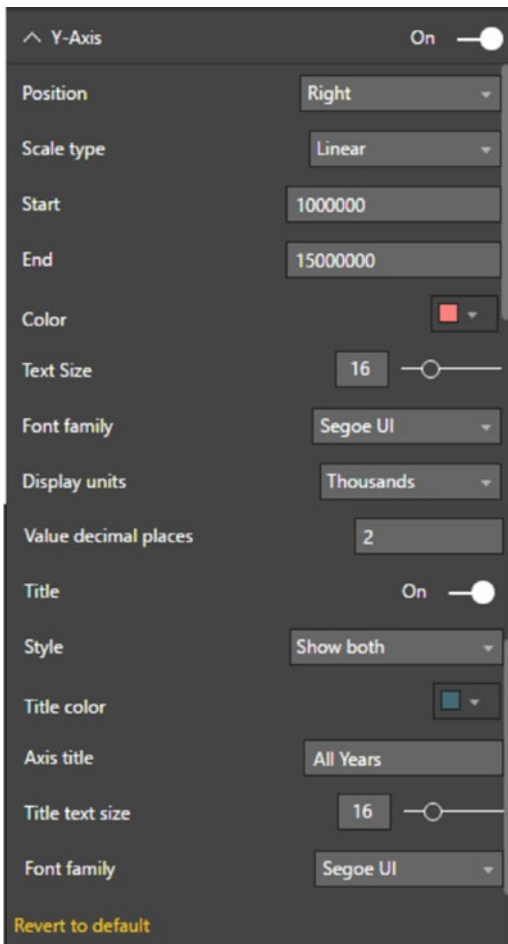 Y-Axis On
Position Right
Scale type Linear
Start 1000000
End 15000000
Color
Text Size 16
Font family Segoe UI
Display units Thousands
Value decimal places 2
Title On
Style Show both
Title color
Axis title All Years
Title text size 16
Font family Segoe UI
Revert to default